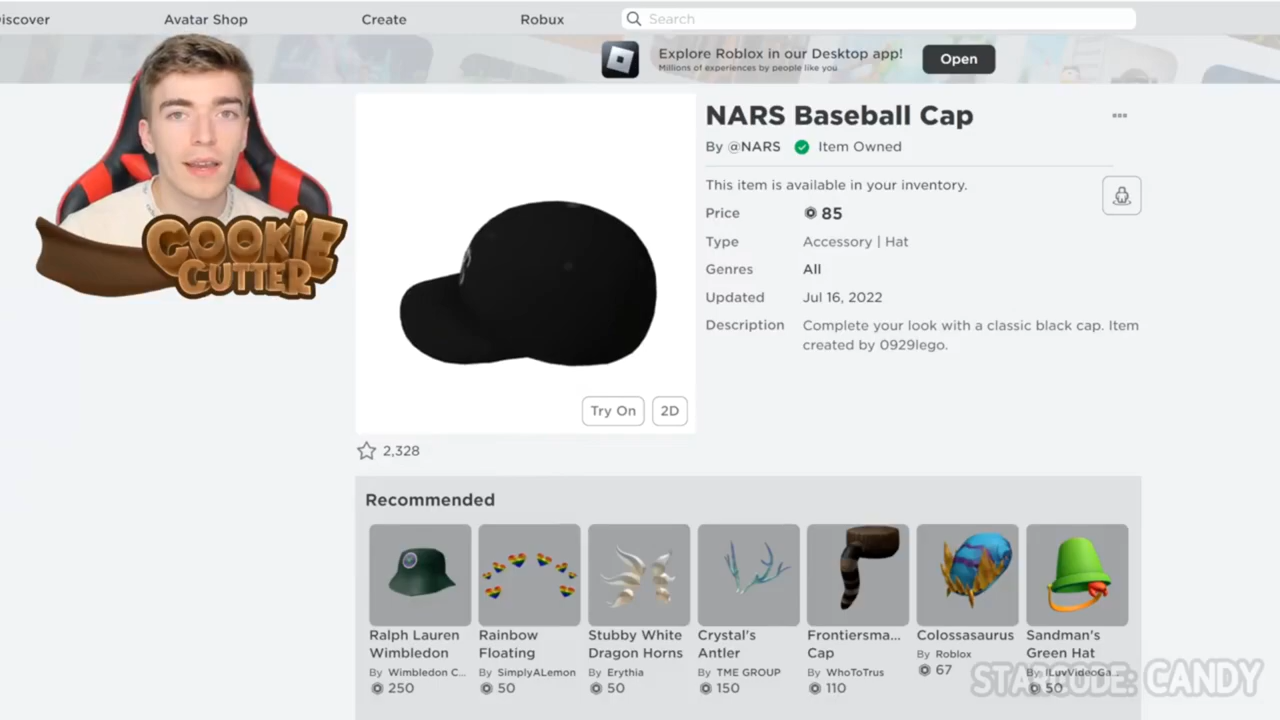 iscover
Avatar Shop
Create
Robux
Search
Explore Roblox in our Desktop app!
Millions of experiences by people like you
Open
COOKIE
CUTTER
NARS Baseball Cap
By @NARS
Item Owned
This item is available in your inventory.
Price
85
Type
Accessory | Hat
Genres
All
Updated
Jul 16, 2022
Description
Complete your look with a classic black cap. Item
created by 0929lego.
Try On
2D
2,328
Recommended
Ralph Lauren
Wimbledon
By Wimbledon C...
250
Rainbow
Floating
By SimplyALemon
50
Stubby White
Dragon Horns
By Erythia
50
Crystal's
Antler
By TME GROUP
150
Frontiersma...
Cap
By WhoToTrus
110
Colossasaurus
By Roblox
67
Sandman's
Green Hat
By ILuvVideoGa...
50
STARCODE: CANDY